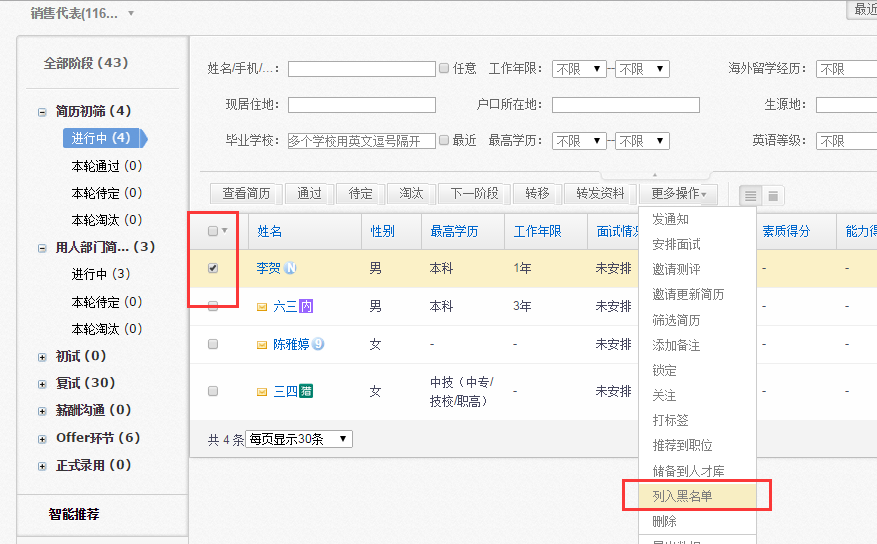 销售代表(116...
最近
全部阶段 (43)
简历初筛 (4)
进行中 (4)
本轮通过 (0)
本轮待定 (0)
本轮淘汰 (0)
用人部门简... (3)
进行中 (3)
本轮待定 (0)
本轮淘汰 (0)
初试 (0)
复试 (30)
薪酬沟通 (0)
Offer环节 (6)
正式录用 (0)
智能推荐
姓名/手机/...： 任意 工作年限： 不限 -- 不限 海外留学经历： 不限
现居住地： 户口所在地： 生源地：
毕业学校： 多个学校用英文逗号隔开 最近 最高学历： 不限 -- 不限 英语等级： 不限
查看简历 通过 待定 淘汰 下一阶段 转移 转发资料 更多操作
姓名 性别 最高学历 工作年限 面试情况 素质得分 能力得
李贺 N 男 本科 1年 未安排 - -
六三 内 男 本科 3年 未安排 - -
陈雅婷 9 女 - - 未安排 - -
三四 猎 女 中技（中专/技校/职高） - 未安排 - -
共 4 条 每页显示30条
发通知
安排面试
邀请测评
邀请更新简历
筛选简历
添加备注
锁定
关注
打标签
推荐到职位
储备到人才库
列入黑名单
删除